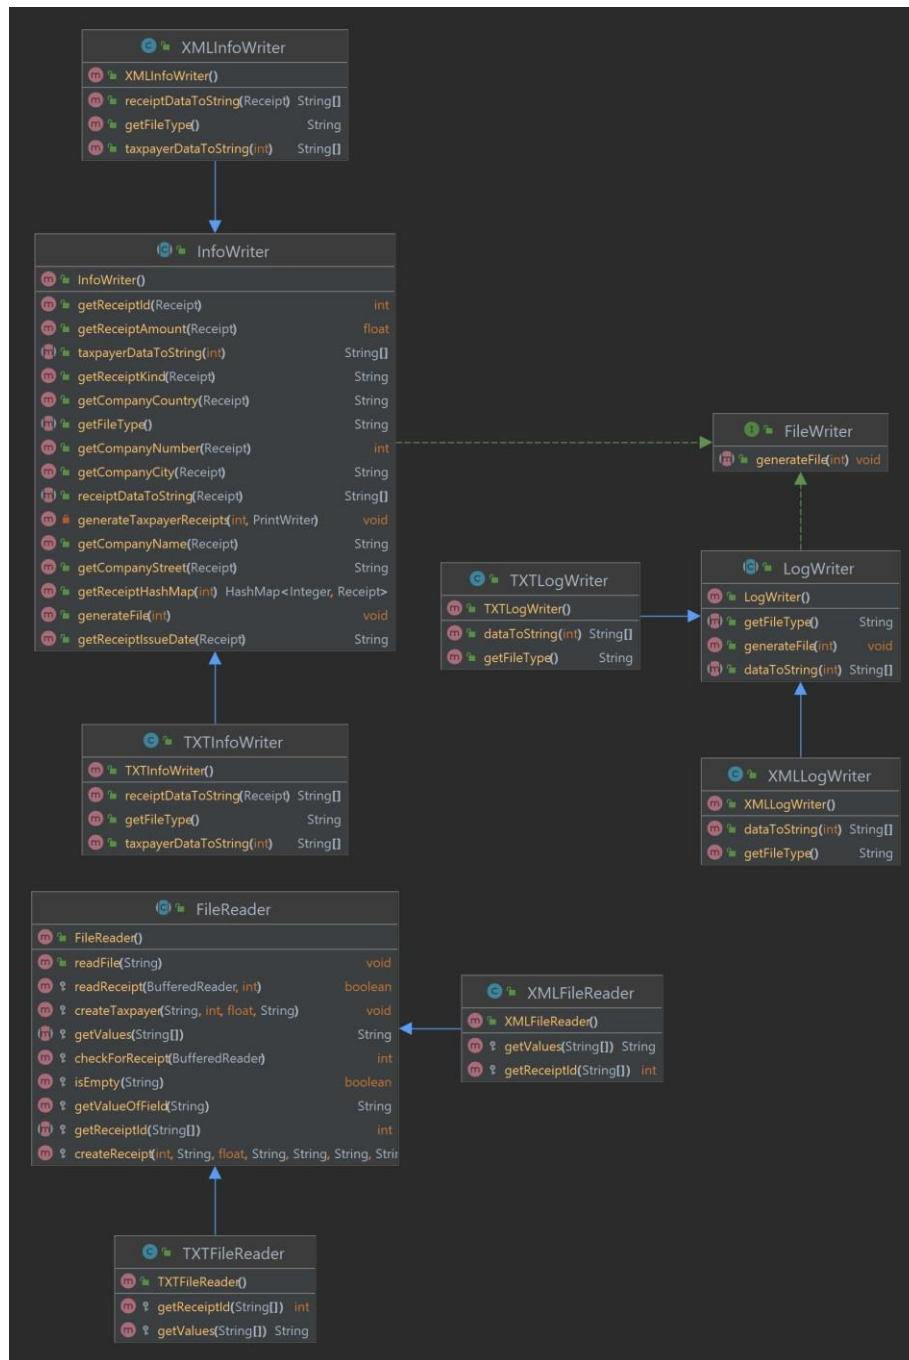 XMLInfoWriter
XMLInfoWriter()
receiptDataToString(Receipt) String[]
getFileType() String
taxpayerDataToString(int) String[]
InfoWriter
InfoWriter()
getReceiptId(Receipt) int
getReceiptAmount(Receipt) float
taxpayerDataToString(int) String[]
getReceiptKind(Receipt) String
getCompanyCountry(Receipt) String
getFileType() String
getCompanyNumber(Receipt) int
getCompanyCity(Receipt) String
receiptDataToString(Receipt) String[]
generateTaxpayerReceipts(int, PrintWriter) void
getCompanyName(Receipt) String
getCompanyStreet(Receipt) String
getReceiptHashMap(int) HashMap<Integer, Receipt>
generateFile(int) void
getReceiptIssueDate(Receipt) String
FileWriter
generateFile(int) void
TXTLogWriter
TXTLogWriter()
dataToString(int) String[]
getFileType() String
LogWriter
LogWriter()
getFileType() String
generateFile(int) void
dataToString(int) String[]
TXTInfoWriter
TXTInfoWriter()
receiptDataToString(Receipt) String[]
getFileType() String
taxpayerDataToString(int) String[]
XMLLogWriter
XMLLogWriter()
dataToString(int) String[]
getFileType() String
FileReader
FileReader()
readFile(String) void
readReceipt(BufferedReader, int) boolean
createTaxpayer(String, int, float, String) void
getValues(String[]) String
checkForReceipt(BufferedReader) int
isEmpty(String) boolean
getValueOfField(String) String
getReceiptId(String[]) int
createReceipt(int, String, float, String, String, String, Strin
XMLFileReader
XMLFileReader()
getValues(String[]) String
getReceiptId(String[]) int
TXTFileReader
TXTFileReader()
getReceiptId(String[]) int
getValues(String[]) String